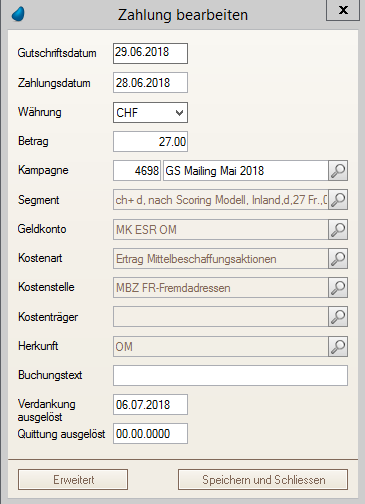 Zahlung bearbeiten
x
Gutschriftsdatum 29.06.2018
Zahlungsdatum 28.06.2018
Währung CHF
Betrag 27.00
Kampagne 4698 GS Mailing Mai 2018
Segment ch+ d, nach Scoring Modell, Inland,d,27 Fr.,
Geldkonto MK ESR OM
Kostenart Ertrag Mittelbeschaffungsaktionen
Kostenstelle MBZ FR-Fremdadressen
Kostenträger
Herkunft OM
Buchungstext
Verdankung ausgelöst 06.07.2018
Quittung ausgelöst 00.00.0000
Erweitert Speichern und Schliessen